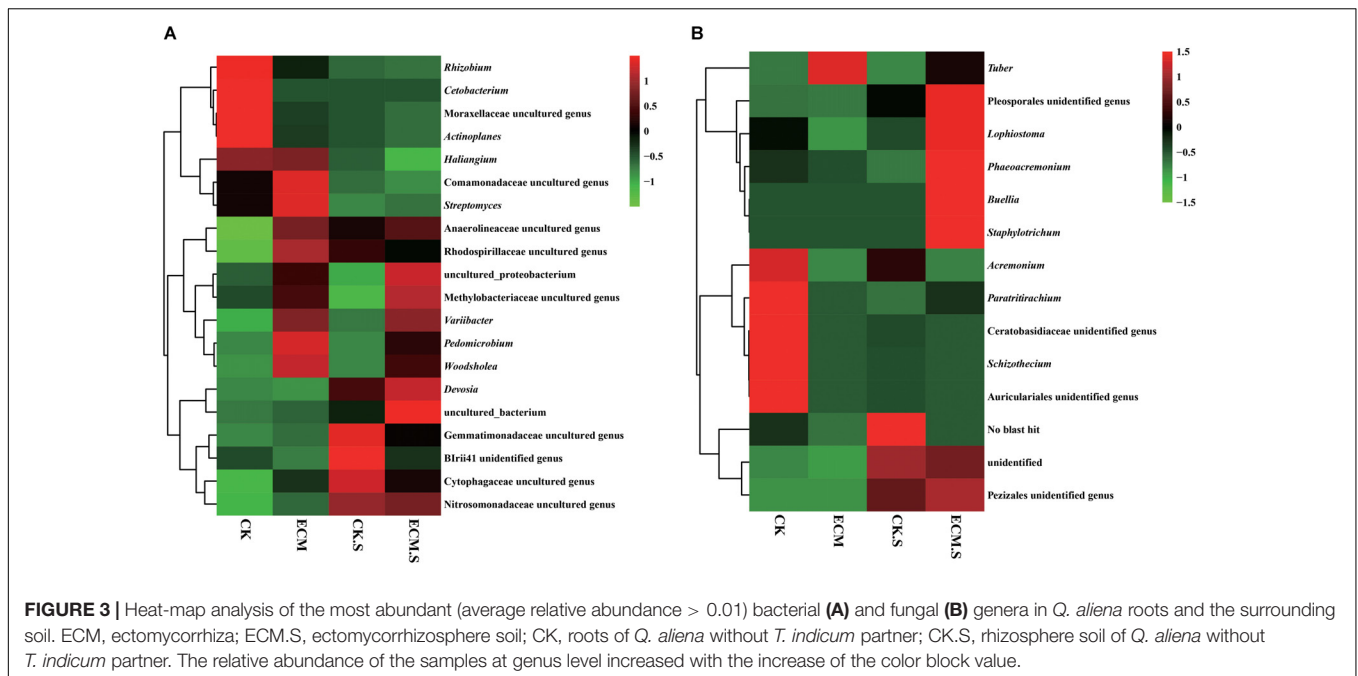 A
Rhizobium
Cetobacterium
Moraxellaceae uncultured genus
Actinoplanes
Haliangium
Comamonadaceae uncultured genus
Streptomyces
Anaerolineaceae uncultured genus
Rhodospirillaceae uncultured genus
uncultured_proteobacterium
Methylobacteriaceae uncultured genus
Variibacter
Pedomicrobium
Woodsholea
Devosia
uncultured_bacterium
Gemmatimonadaceae uncultured genus
BIrii41 unidentified genus
Cytophagaceae uncultured genus
Nitrosomonadaceae uncultured genus
CK
ECM
CK.S
ECM.S
1
0.5
0
−0.5
−1
B
Tuber
Pleosporales unidentified genus
Lophiostoma
Phaeoacremonium
Buellia
Staphylotrichum
Acremonium
Paratritirachium
Ceratobasidiaceae unidentified genus
Schizothecium
Auriculariales unidentified genus
No blast hit
unidentified
Pezizales unidentified genus
CK
ECM
CK.S
ECM.S
1.5
1
0.5
0
−0.5
−1
−1.5
FIGURE 3 | Heat-map analysis of the most abundant (average relative abundance > 0.01) bacterial (A) and fungal (B) genera in Q. aliena roots and the surrounding
soil. ECM, ectomycorrhiza; ECM.S, ectomycorrhizosphere soil; CK, roots of Q. aliena without T. indicum partner; CK.S, rhizosphere soil of Q. aliena without
T. indicum partner. The relative abundance of the samples at genus level increased with the increase of the color block value.